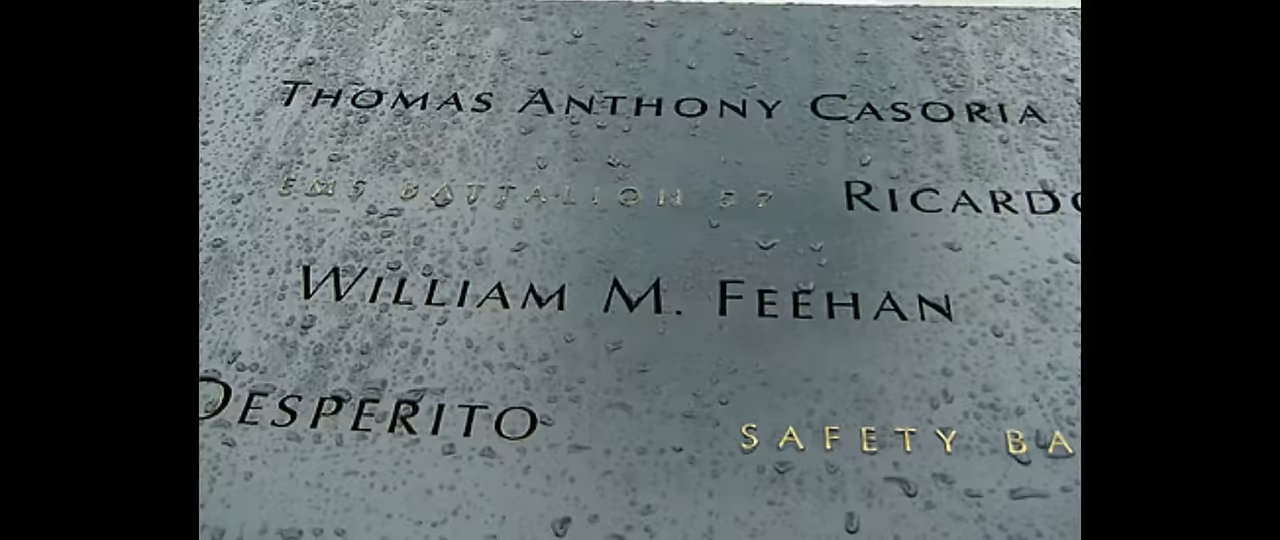 THOMAS ANTHONY CASORIA
EMS BATTALION 57 RICARDO
WILLIAM M. FEEHAN
DESPERITO SAFETY BA